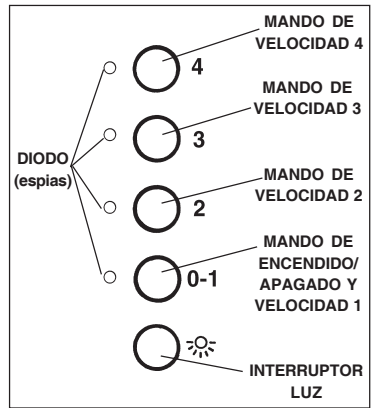 MANDO DE
VELOCIDAD 4
4
MANDO DE
VELOCIDAD 3
3
DIODO
(espias)
MANDO DE
VELOCIDAD 2
2
MANDO DE
ENCENDIDO/
APAGADO Y
VELOCIDAD 1
0-1
INTERRUPTOR
LUZ